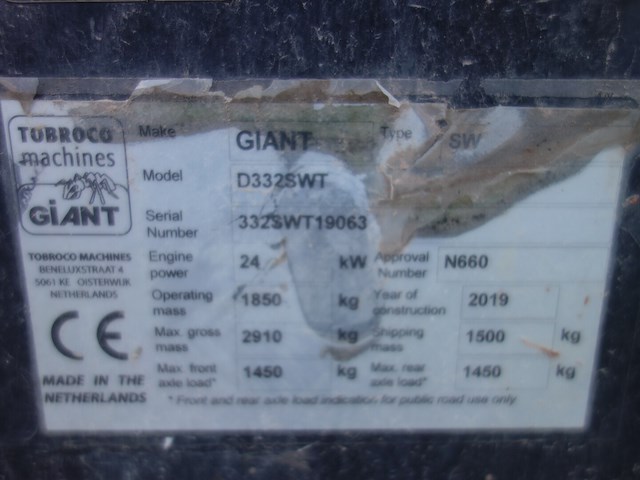 TOBROCO
machines
GIANT
TOBROCO MACHINES
BENELUXSTRAAT 4
5061 KE OISTERWIJK
NETHERLANDS
CE
MADE IN THE
NETHERLANDS
Make GIANT Type SW
Model D332SWT
Serial Number 332SWT19063
Engine power 24 kW Approval Number N660
Operating mass 1850 kg Year of construction 2019
Max gross mass 2910 kg Shipping mass 1500 kg
Max. front axle load* 1450 kg Max. rear axle load* 1450 kg
* Front and rear axle load indication for public road use only